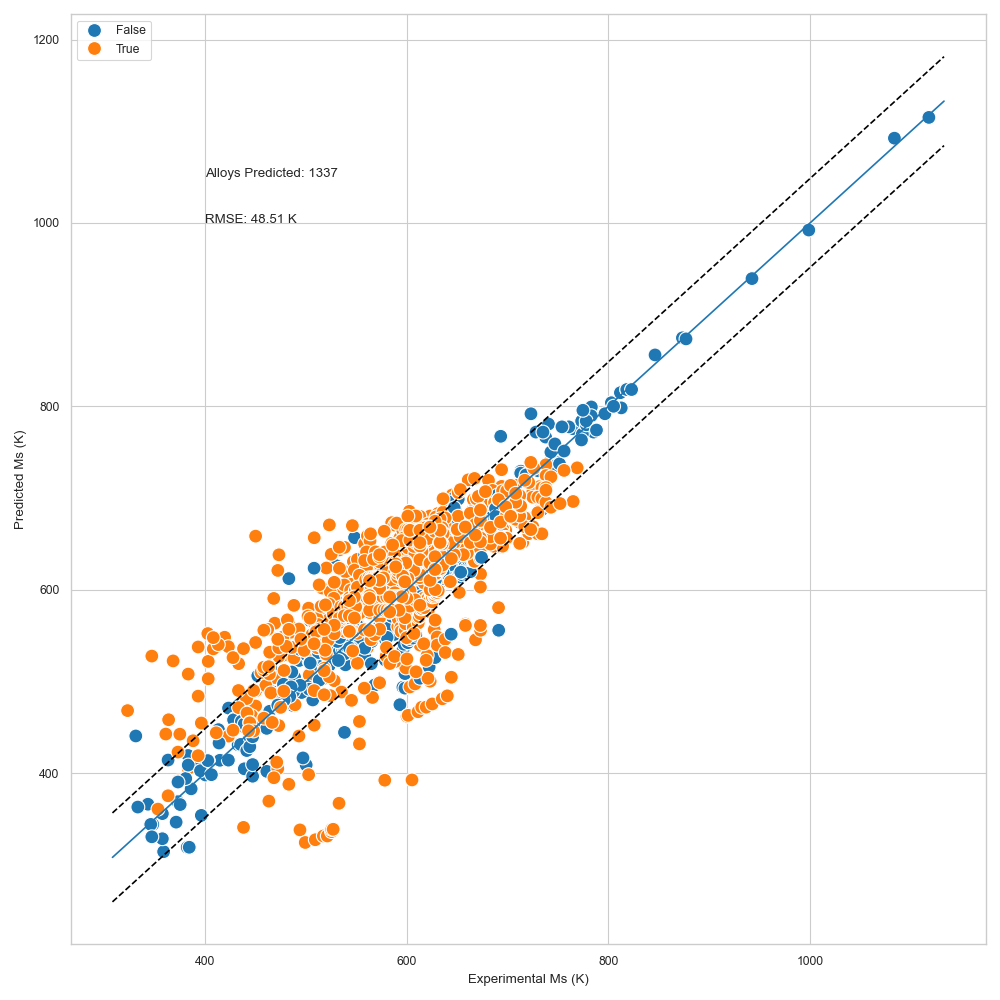 False
True
1200
Alloys Predicted: 1337
RMSE: 48.51 K
1000
800
600
400
Predicted Ms (K)
400 600 800 1000
Experimental Ms (K)